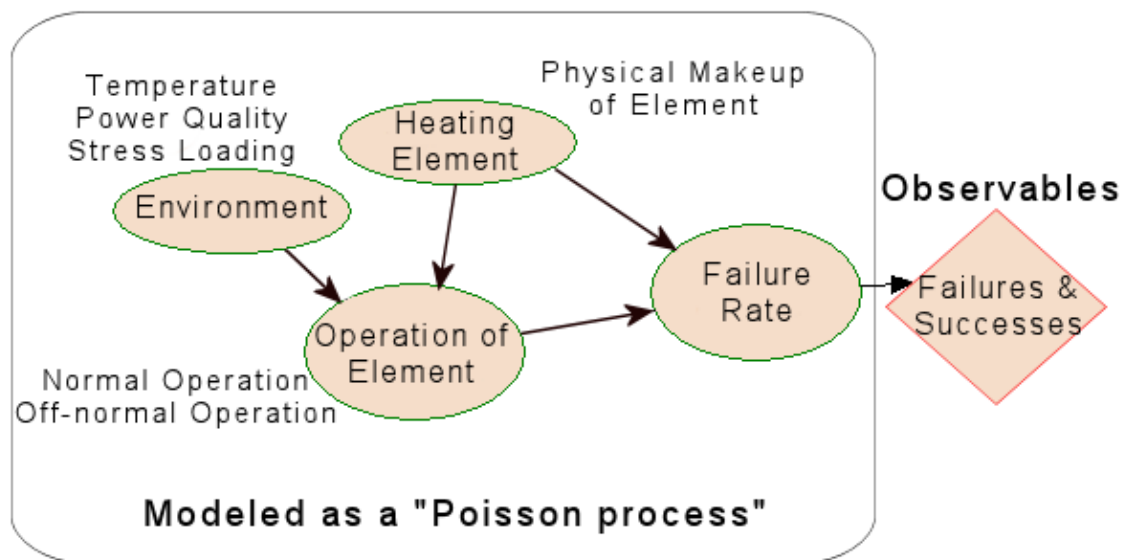 Temperature
Power Quality
Stress Loading
Physical Makeup
of Element
Heating
Element
Environment
Observables
Failure
Rate
Failures &
Successes
Operation of
Element
Normal Operation
Off-normal Operation
Modeled as a "Poisson process"